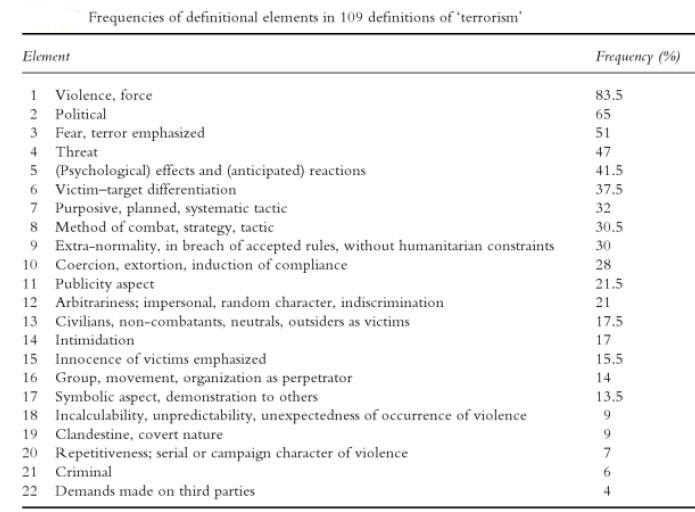 Frequencies of definitional elements in 109 definitions of ‘terrorism’
Element Frequency (%)
1 Violence, force 83.5
2 Political 65
3 Fear, terror emphasized 51
4 Threat 47
5 (Psychological) effects and (anticipated) reactions 41.5
6 Victim–target differentiation 37.5
7 Purposive, planned, systematic tactic 32
8 Method of combat, strategy, tactic 30.5
9 Extra-normality, in breach of accepted rules, without humanitarian constraints 30
10 Coercion, extortion, induction of compliance 28
11 Publicity aspect 21.5
12 Arbitrariness; impersonal, random character, indiscrimination 21
13 Civilians, non-combatants, neutrals, outsiders as victims 17.5
14 Intimidation 17
15 Innocence of victims emphasized 15.5
16 Group, movement, organization as perpetrator 14
17 Symbolic aspect, demonstration to others 13.5
18 Incalculability, unpredictability, unexpectedness of occurrence of violence 9
19 Clandestine, covert nature 9
20 Repetitiveness; serial or campaign character of violence 7
21 Criminal 6
22 Demands made on third parties 4